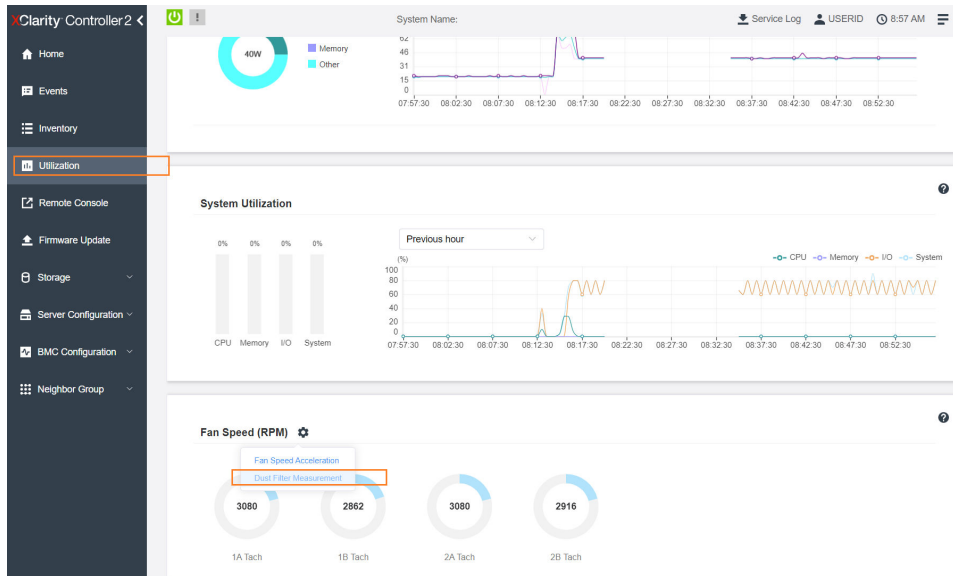 XClarity Controller 2
System Name:
Service Log
USERID
8:57 AM
Home
Events
Inventory
Utilization
Remote Console
Firmware Update
Storage
Server Configuration
BMC Configuration
Neighbor Group
40W
Memory
Other
62
46
31
15
0
07:57:30 08:02:30 08:07:30 08:12:30 08:17:30 08:22:30 08:27:30 08:32:30 08:37:30 08:42:30 08:47:30 08:52:30
System Utilization
0% 0% 0% 0%
CPU Memory I/O System
Previous hour
(%)
CPU Memory I/O System
100
80
60
40
20
0
07:57:30 08:02:30 08:07:30 08:12:30 08:17:30 08:22:30 08:27:30 08:32:30 08:37:30 08:42:30 08:47:30 08:52:30
Fan Speed (RPM)
Fan Speed Acceleration
Dust Filter Measurement
3080 2862 3080 2916
1A Tach 1B Tach 2A Tach 2B Tach